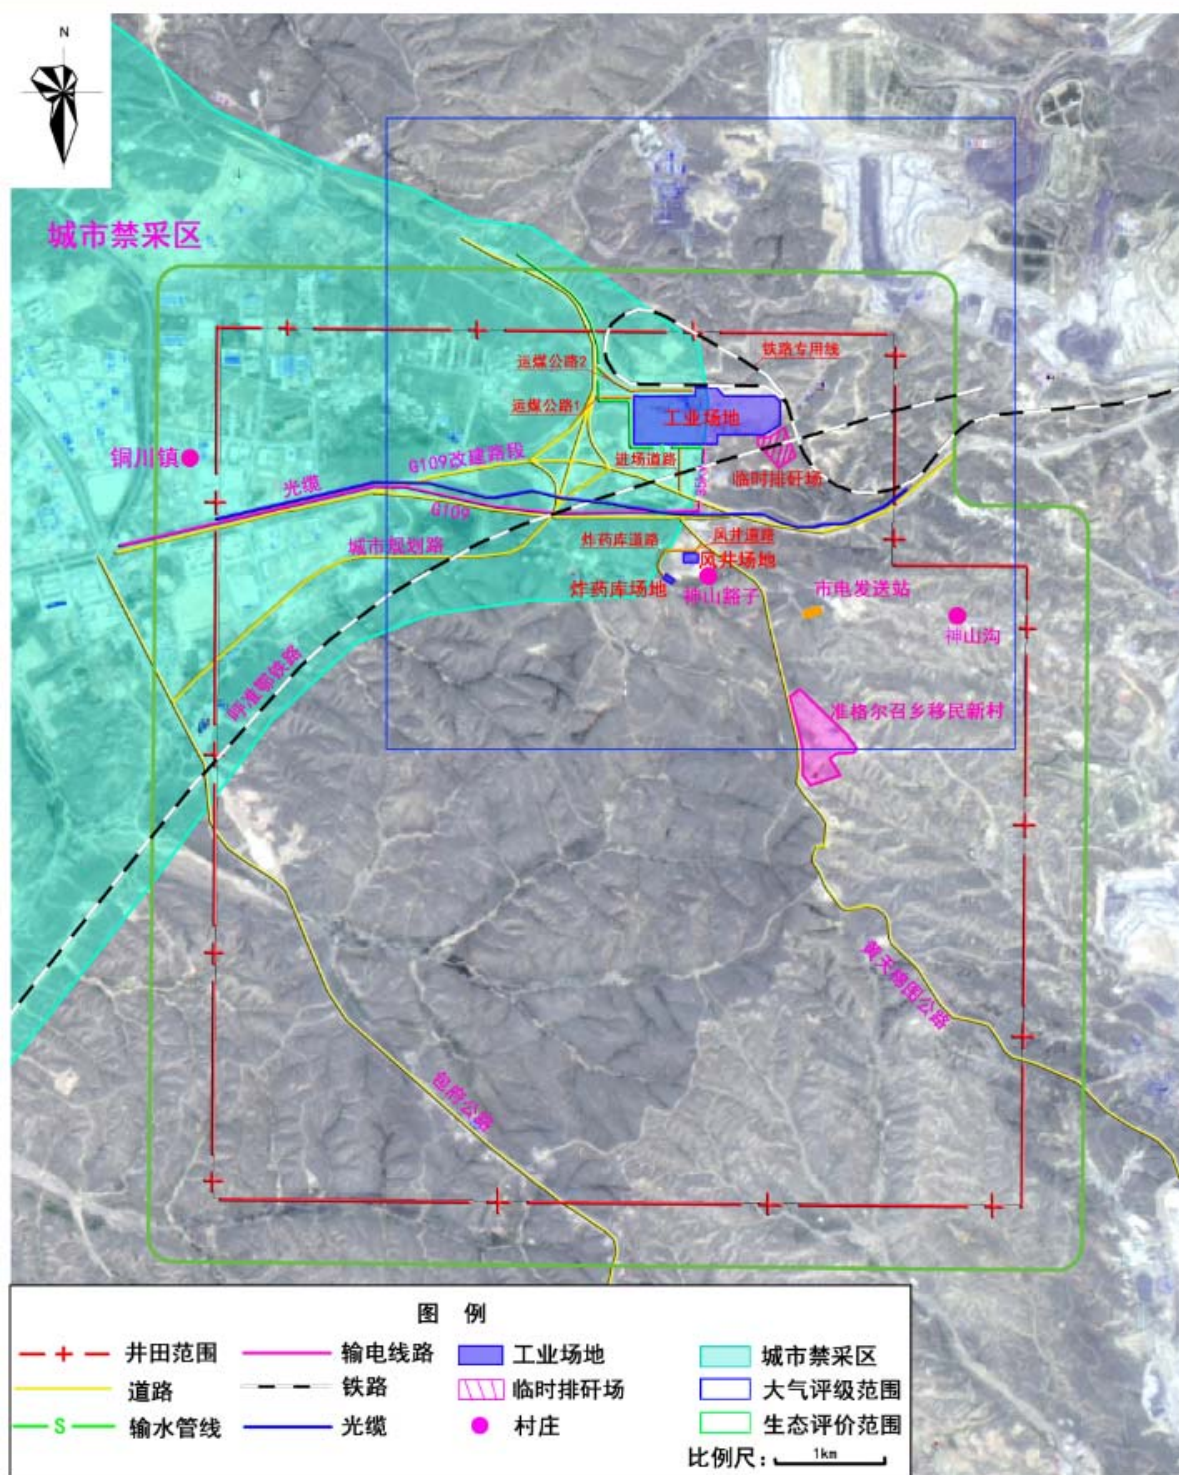 N
城市禁采区
铁路专用线
运煤公路2
运煤公路1
工业场地
铜川镇
G109改建路段
进场道路
临时排矸场
光缆
G109
城市规划路
炸药库道路
风井道路
风井场地
炸药库场地
神山豁子
市电发送站
神山沟
呼准鄂铁路
准格尔召乡移民新村
包府公路
图 例
井田范围
输电线路
工业场地
城市禁采区
道路
铁路
临时排矸场
大气评级范围
S
输水管线
光缆
村庄
生态评价范围
比例尺：
1km